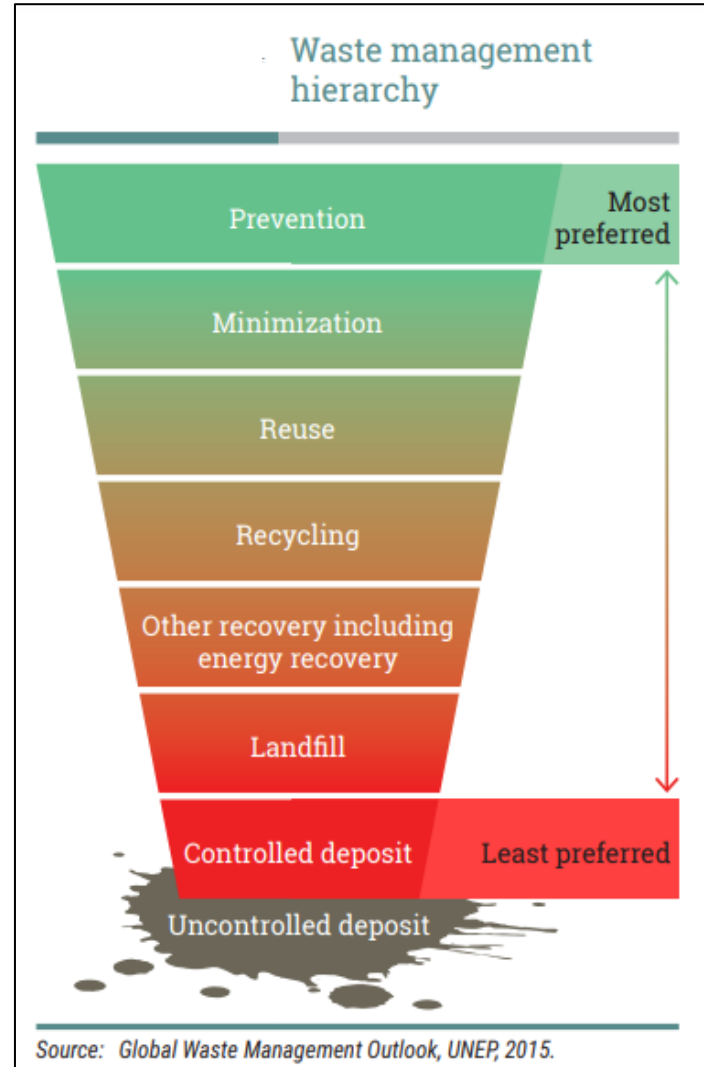 Waste management
hierarchy
Prevention
Most
preferred
Minimization
Reuse
Recycling
Other recovery including
energy recovery
Landfill
Controlled deposit
Least preferred
Uncontrolled deposit
Source: Global Waste Management Outlook, UNEP, 2015.